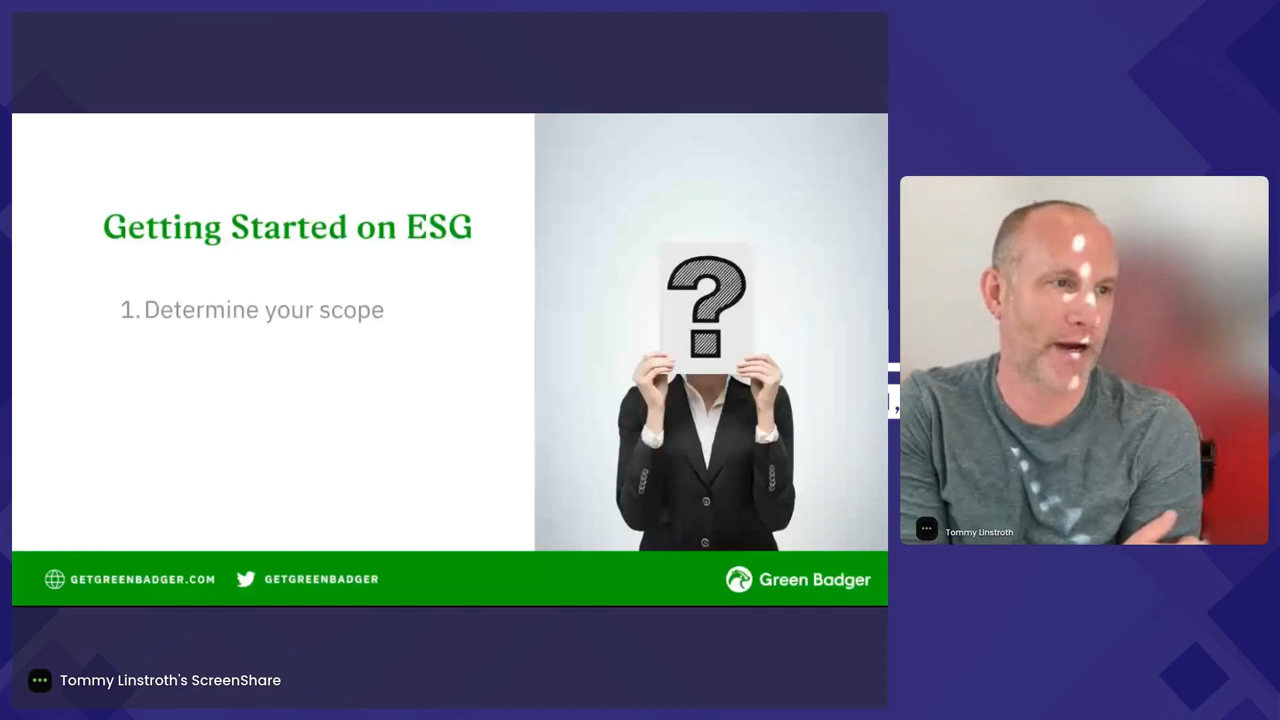 Getting Started on ESG
1. Determine your scope
?
GETGREENBADGER.COM
GETGREENBADGER
Green Badger
Tommy Linstroth
Tommy Linstroth's ScreenShare